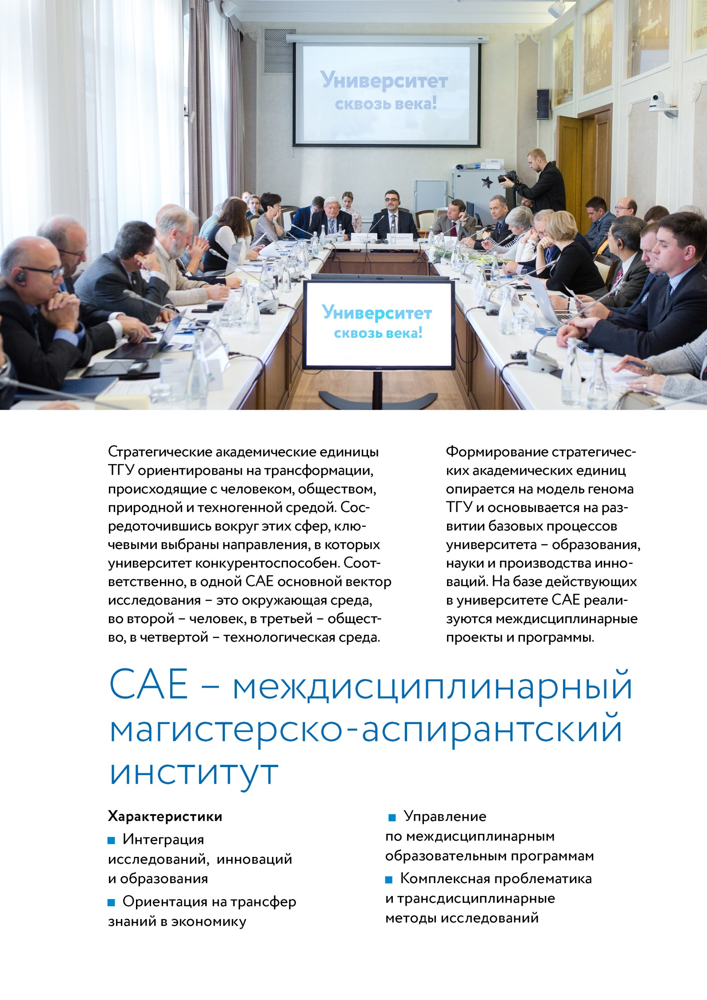 Университет
сквозь века!
Университет
сквозь века!
Стратегические академические единицы
ТГУ ориентированы на трансформации,
происходящие с человеком, обществом,
природной и техногенной средой. Сос-
редоточившись вокруг этих сфер, клю-
чевыми выбраны направления, в которых
университет конкурентоспособен. Соот-
ветственно, в одной САЕ основной вектор
исследования – это окружающая среда,
во второй – человек, в третьей – общест-
во, в четвертой – технологическая среда.
Формирование стратегичес-
ких академических единиц
опирается на модель генома
ТГУ и основывается на раз-
витии базовых процессов
университета – образования,
науки и производства инно-
ваций. На базе действующих
в университете САЕ реали-
зуются междисциплинарные
проекты и программы.
САЕ – междисциплинарный
магистерско-аспирантский
институт
Характеристики
■ Интеграция
исследований, инноваций
и образования
■ Ориентация на трансфер
знаний в экономику
■ Управление
по междисциплинарным
образовательным программам
■ Комплексная проблематика
и трансдисциплинарные
методы исследований